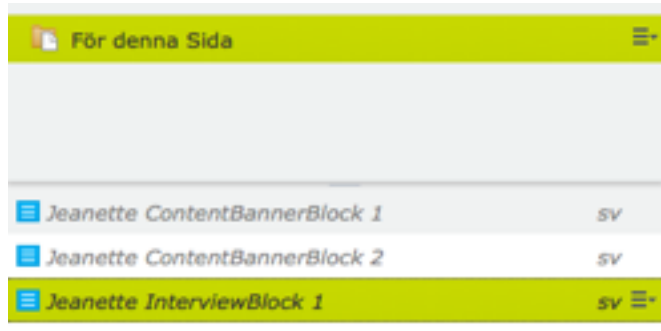 För denna Sida
Jeanette ContentBannerBlock 1 sv
Jeanette ContentBannerBlock 2 sv
Jeanette InterviewBlock 1 sv